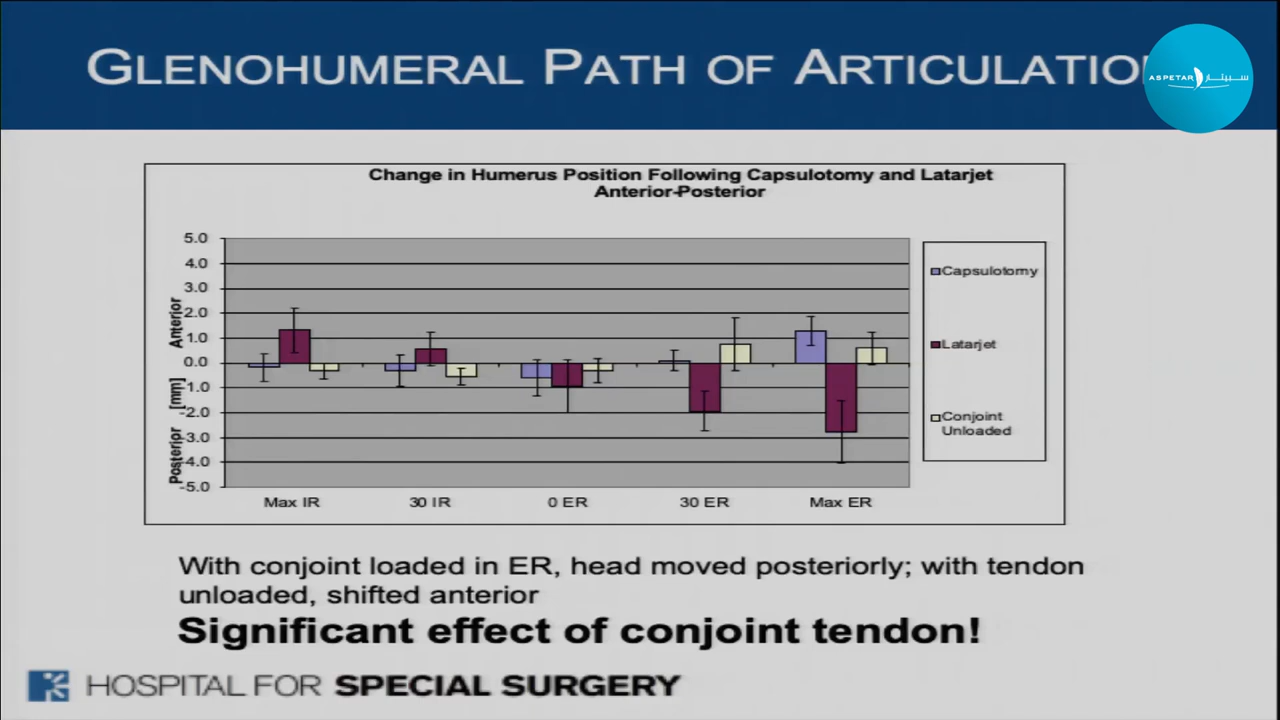 GLENOHUMERAL PATH OF ARTICULATIO
ASPETAR سبيتار
Change in Humerus Position Following Capsulotomy and Latarjet
Anterior-Posterior
5.0
4.0
3.0
2.0
1.0
0.0
-1.0
-2.0
-3.0
-4.0
-5.0
Posterior [mm] Anterior
Max IR 30 IR 0 ER 30 ER Max ER
Capsulotomy
Latarjet
Conjoint
Unloaded
With conjoint loaded in ER, head moved posteriorly; with tendon
unloaded, shifted anterior
Significant effect of conjoint tendon!
HOSPITAL FOR SPECIAL SURGERY